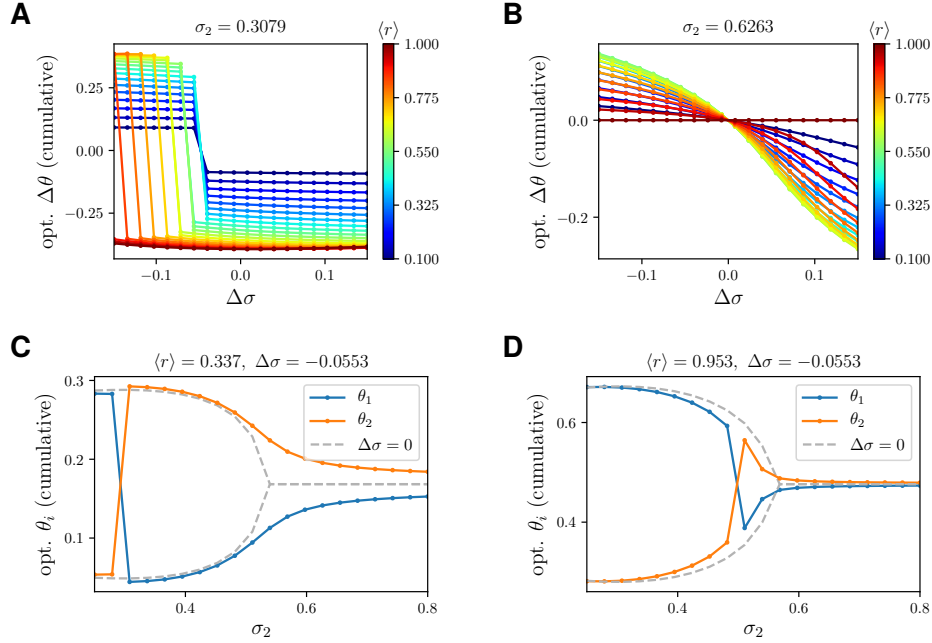 A
σ₂ = 0.3079
⟨r⟩
opt. Δθ (cumulative)
0.25
0.00
−0.25
−0.1
0.0
0.1
Δσ
1.000
0.775
0.550
0.325
0.100
B
σ₂ = 0.6263
⟨r⟩
opt. Δθ (cumulative)
0.0
−0.2
−0.1
0.0
0.1
Δσ
1.000
0.775
0.550
0.325
0.100
C
⟨r⟩ = 0.337, Δσ = −0.0553
opt. θᵢ (cumulative)
0.3
0.2
0.1
0.4
0.6
0.8
σ₂
θ₁
θ₂
Δσ = 0
D
⟨r⟩ = 0.953, Δσ = −0.0553
opt. θᵢ (cumulative)
0.6
0.4
0.4
0.6
0.8
σ₂
θ₁
θ₂
Δσ = 0